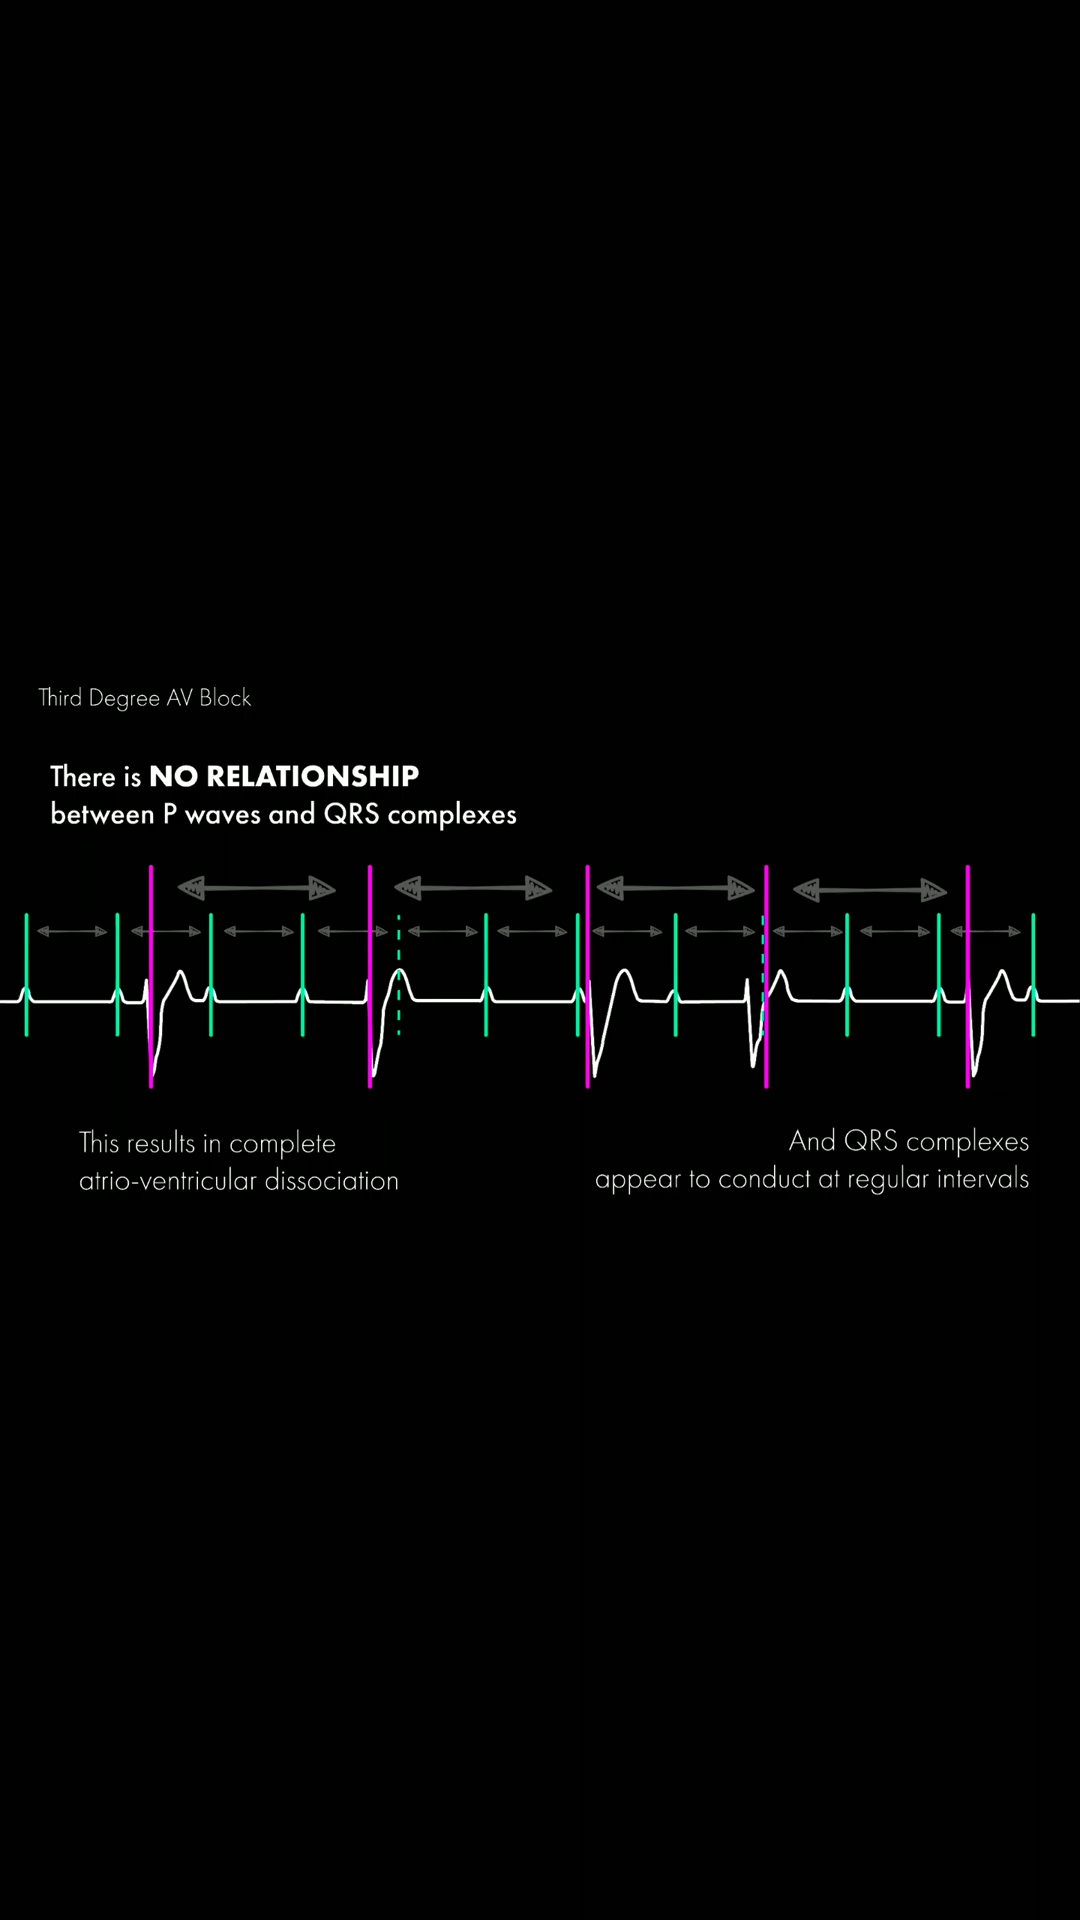 Third Degree AV Block
There is NO RELATIONSHIP
between P waves and QRS complexes
This results in complete
atrio-ventricular dissociation
And QRS complexes
appear to conduct at regular intervals